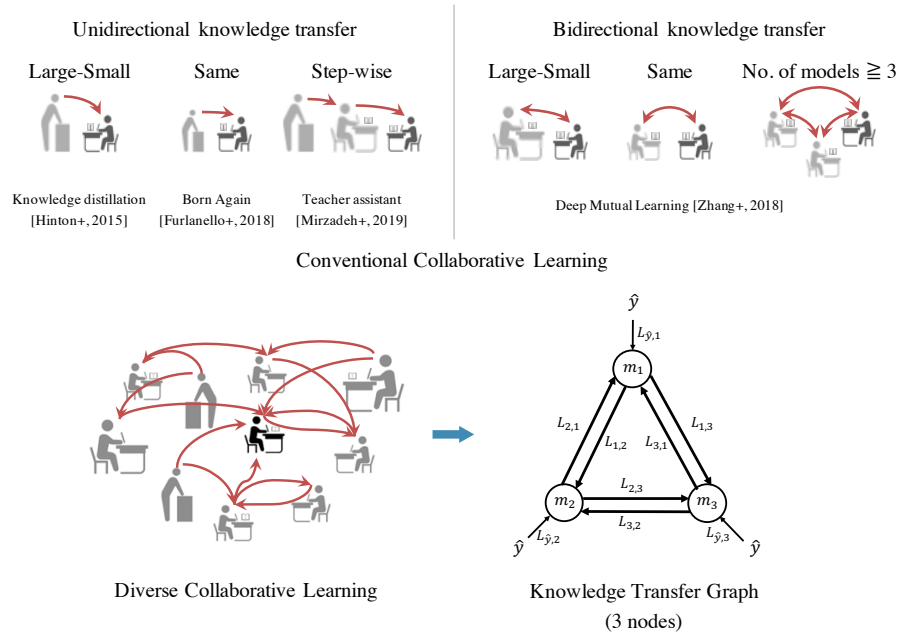 Unidirectional knowledge transfer
Large-Small
Same
Step-wise
Knowledge distillation
[Hinton+, 2015]
Born Again
[Furlanello+, 2018]
Teacher assistant
[Mirzadeh+, 2019]
Bidirectional knowledge transfer
Large-Small
Same
No. of models ≧ 3
Deep Mutual Learning [Zhang+, 2018]
Conventional Collaborative Learning
Diverse Collaborative Learning
ŷ
L_{ŷ,1}
m_1
L_{2,1}
L_{1,2}
L_{3,1}
L_{1,3}
m_2
L_{2,3}
m_3
L_{3,2}
L_{ŷ,2}
L_{ŷ,3}
ŷ
ŷ
Knowledge Transfer Graph
(3 nodes)